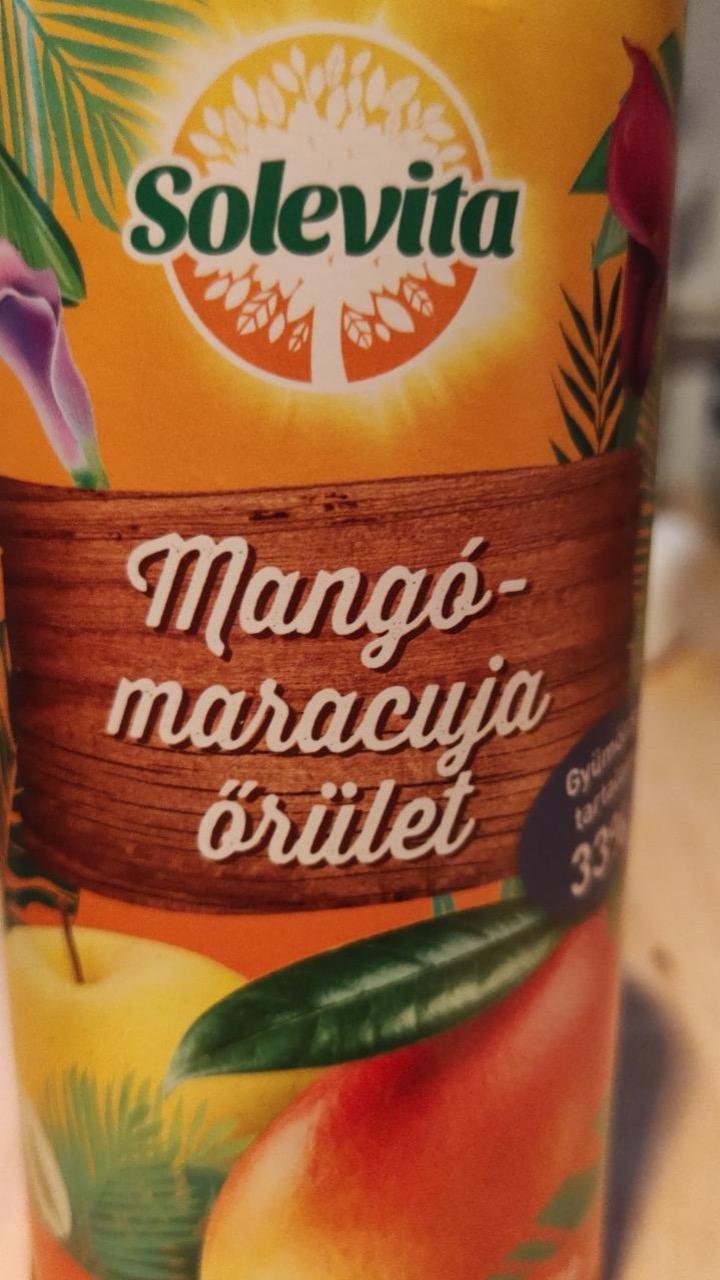 Solevita
Mangó-
maracuja
őrület
33%